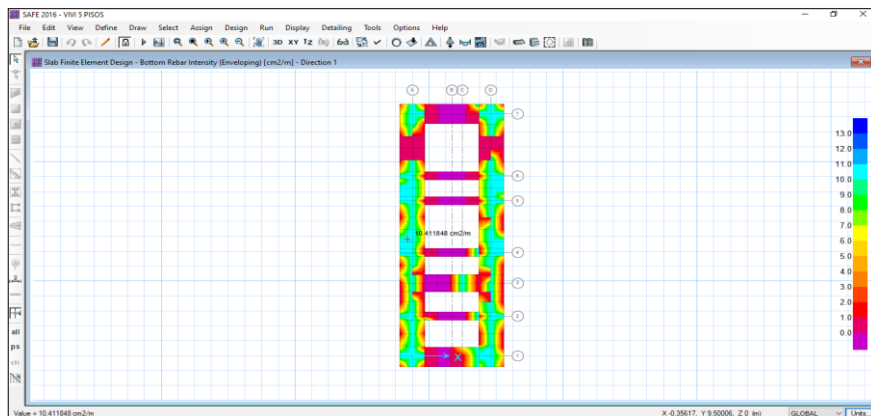 SAFE 2016 - VIVI 5 PISOS
File Edit View Define Draw Select Assign Design Run Display Detailing Tools Options Help
3D XY
Slab Finite Element Design - Bottom Rebar Intensity (Enveloping) [cm2/m] - Direction 1
A B C D
7
13.0
12.0
11.0
10.0
9.0
8.0
7.0
6.0
5.0
4.0
3.0
2.0
1.0
0.0
10.411848 cm2/m
X
1
all
ps
clr
Value = 10.411848 cm2/m X -0.35617, Y 9.50006, Z 0 (m) GLOBAL Units